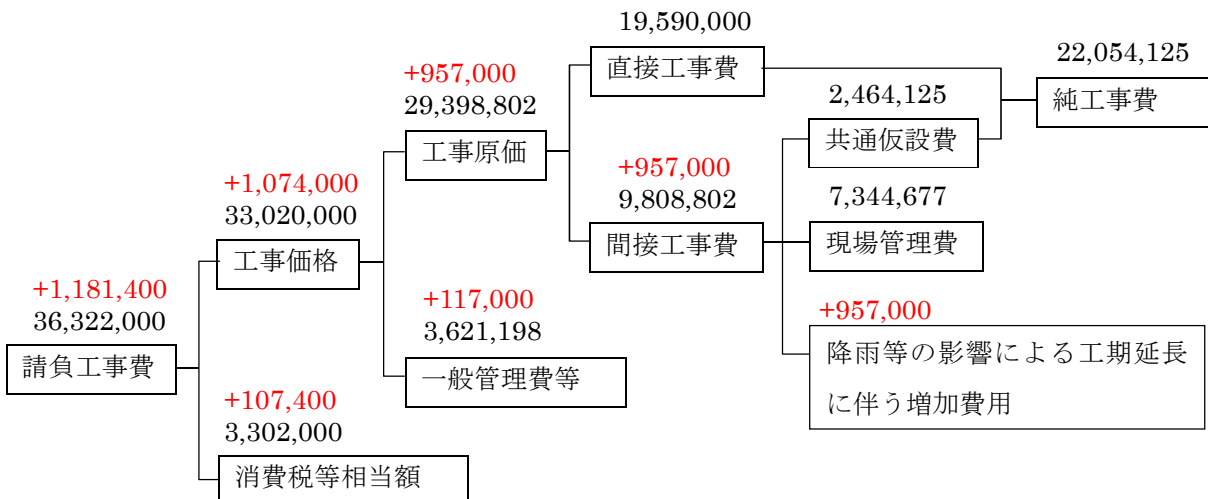 19,590,000
直接工事費
22,054,125
純工事費
+957,000
29,398,802
工事原価
2,464,125
共通仮設費
+957,000
9,808,802
間接工事費
7,344,677
現場管理費
+1,074,000
33,020,000
工事価格
+957,000
降雨等の影響による工期延長
に伴う増加費用
+117,000
3,621,198
一般管理費等
+1,181,400
36,322,000
請負工事費
+107,400
3,302,000
消費税等相当額